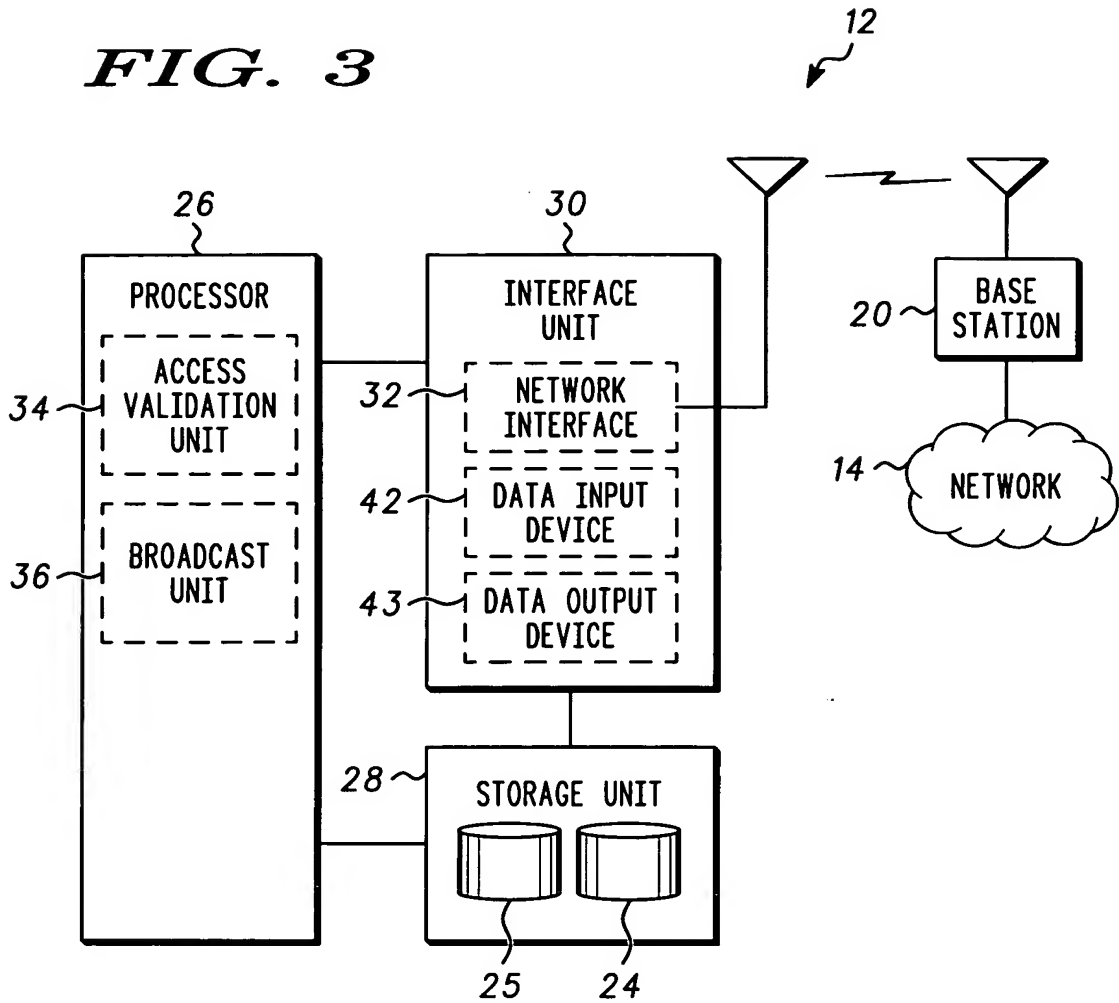 FIG. 3
12
26
PROCESSOR
34
ACCESS
VALIDATION
UNIT
36
BROADCAST
UNIT
30
INTERFACE
UNIT
32
NETWORK
INTERFACE
42
DATA INPUT
DEVICE
43
DATA OUTPUT
DEVICE
20
BASE
STATION
14
NETWORK
28
STORAGE UNIT
25
24